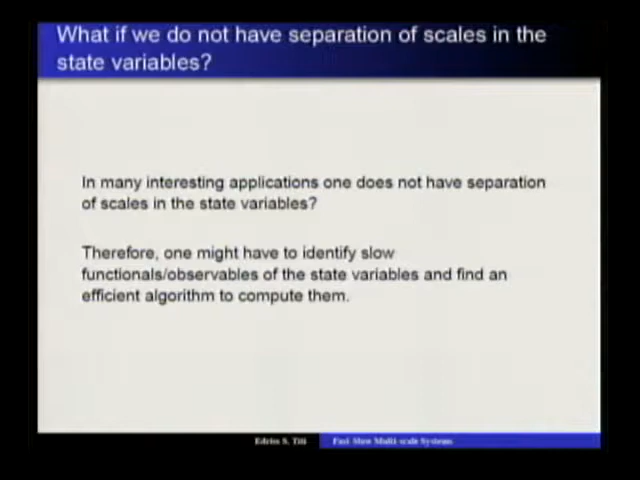 What if we do not have separation of scales in the
state variables?
In many interesting applications one does not have separation
of scales in the state variables?
Therefore, one might have to identify slow
functionals/observables of the state variables and find an
efficient algorithm to compute them.
Edriss S. Titi
Fast Slow Multi-scale Systems